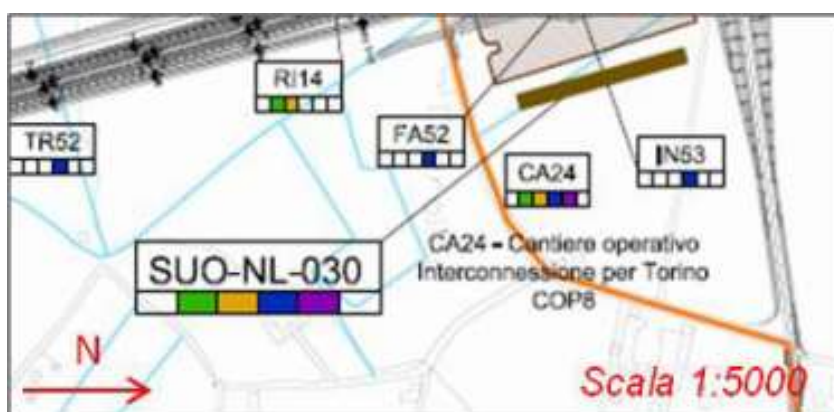 RI14
TR52
FA52
IN53
CA24
SUO-NL-030
CA24 - Cantiere operativo
Interconnessione per Torino
COP8
N
Scala 1:5000